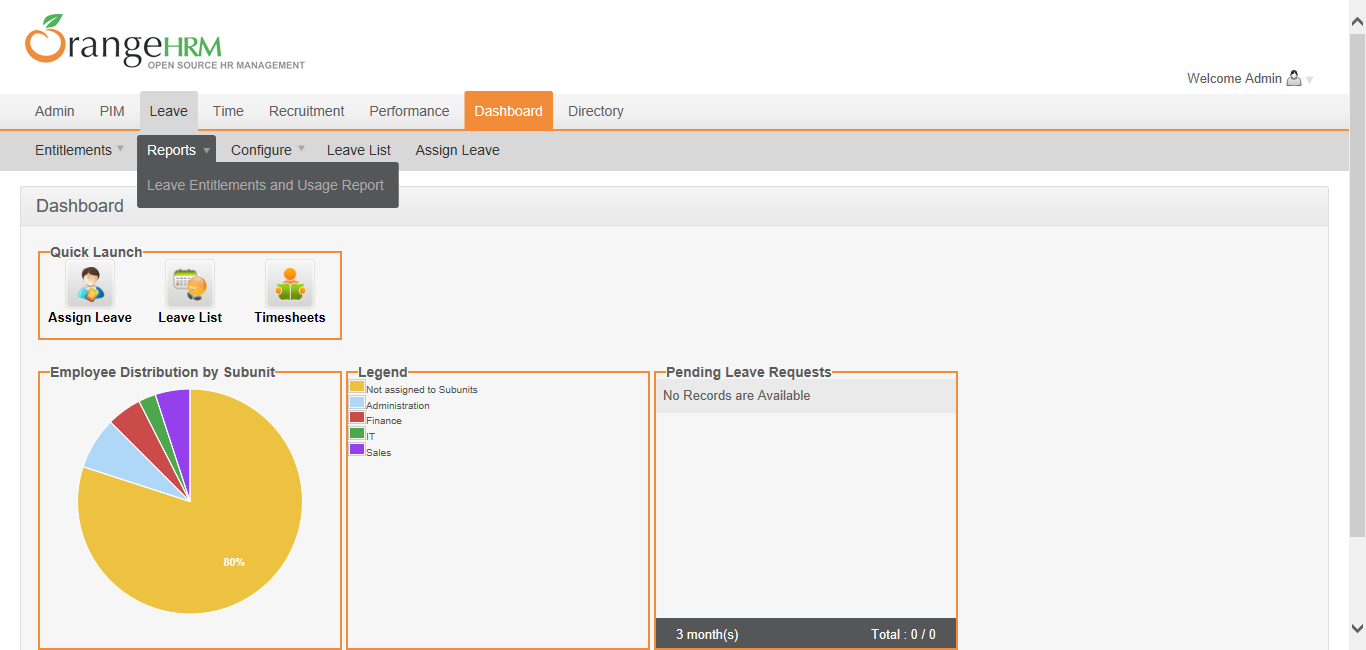 OrangeHRM
OPEN SOURCE HR MANAGEMENT
Welcome Admin
Admin PIM Leave Time Recruitment Performance Dashboard Directory
Entitlements Reports Configure Leave List Assign Leave
Leave Entitlements and Usage Report
Dashboard
Quick Launch
Assign Leave Leave List Timesheets
Employee Distribution by Subunit
80%
Legend
Not assigned to Subunits
Administration
Finance
IT
Sales
Pending Leave Requests
No Records are Available
3 month(s) Total : 0 / 0